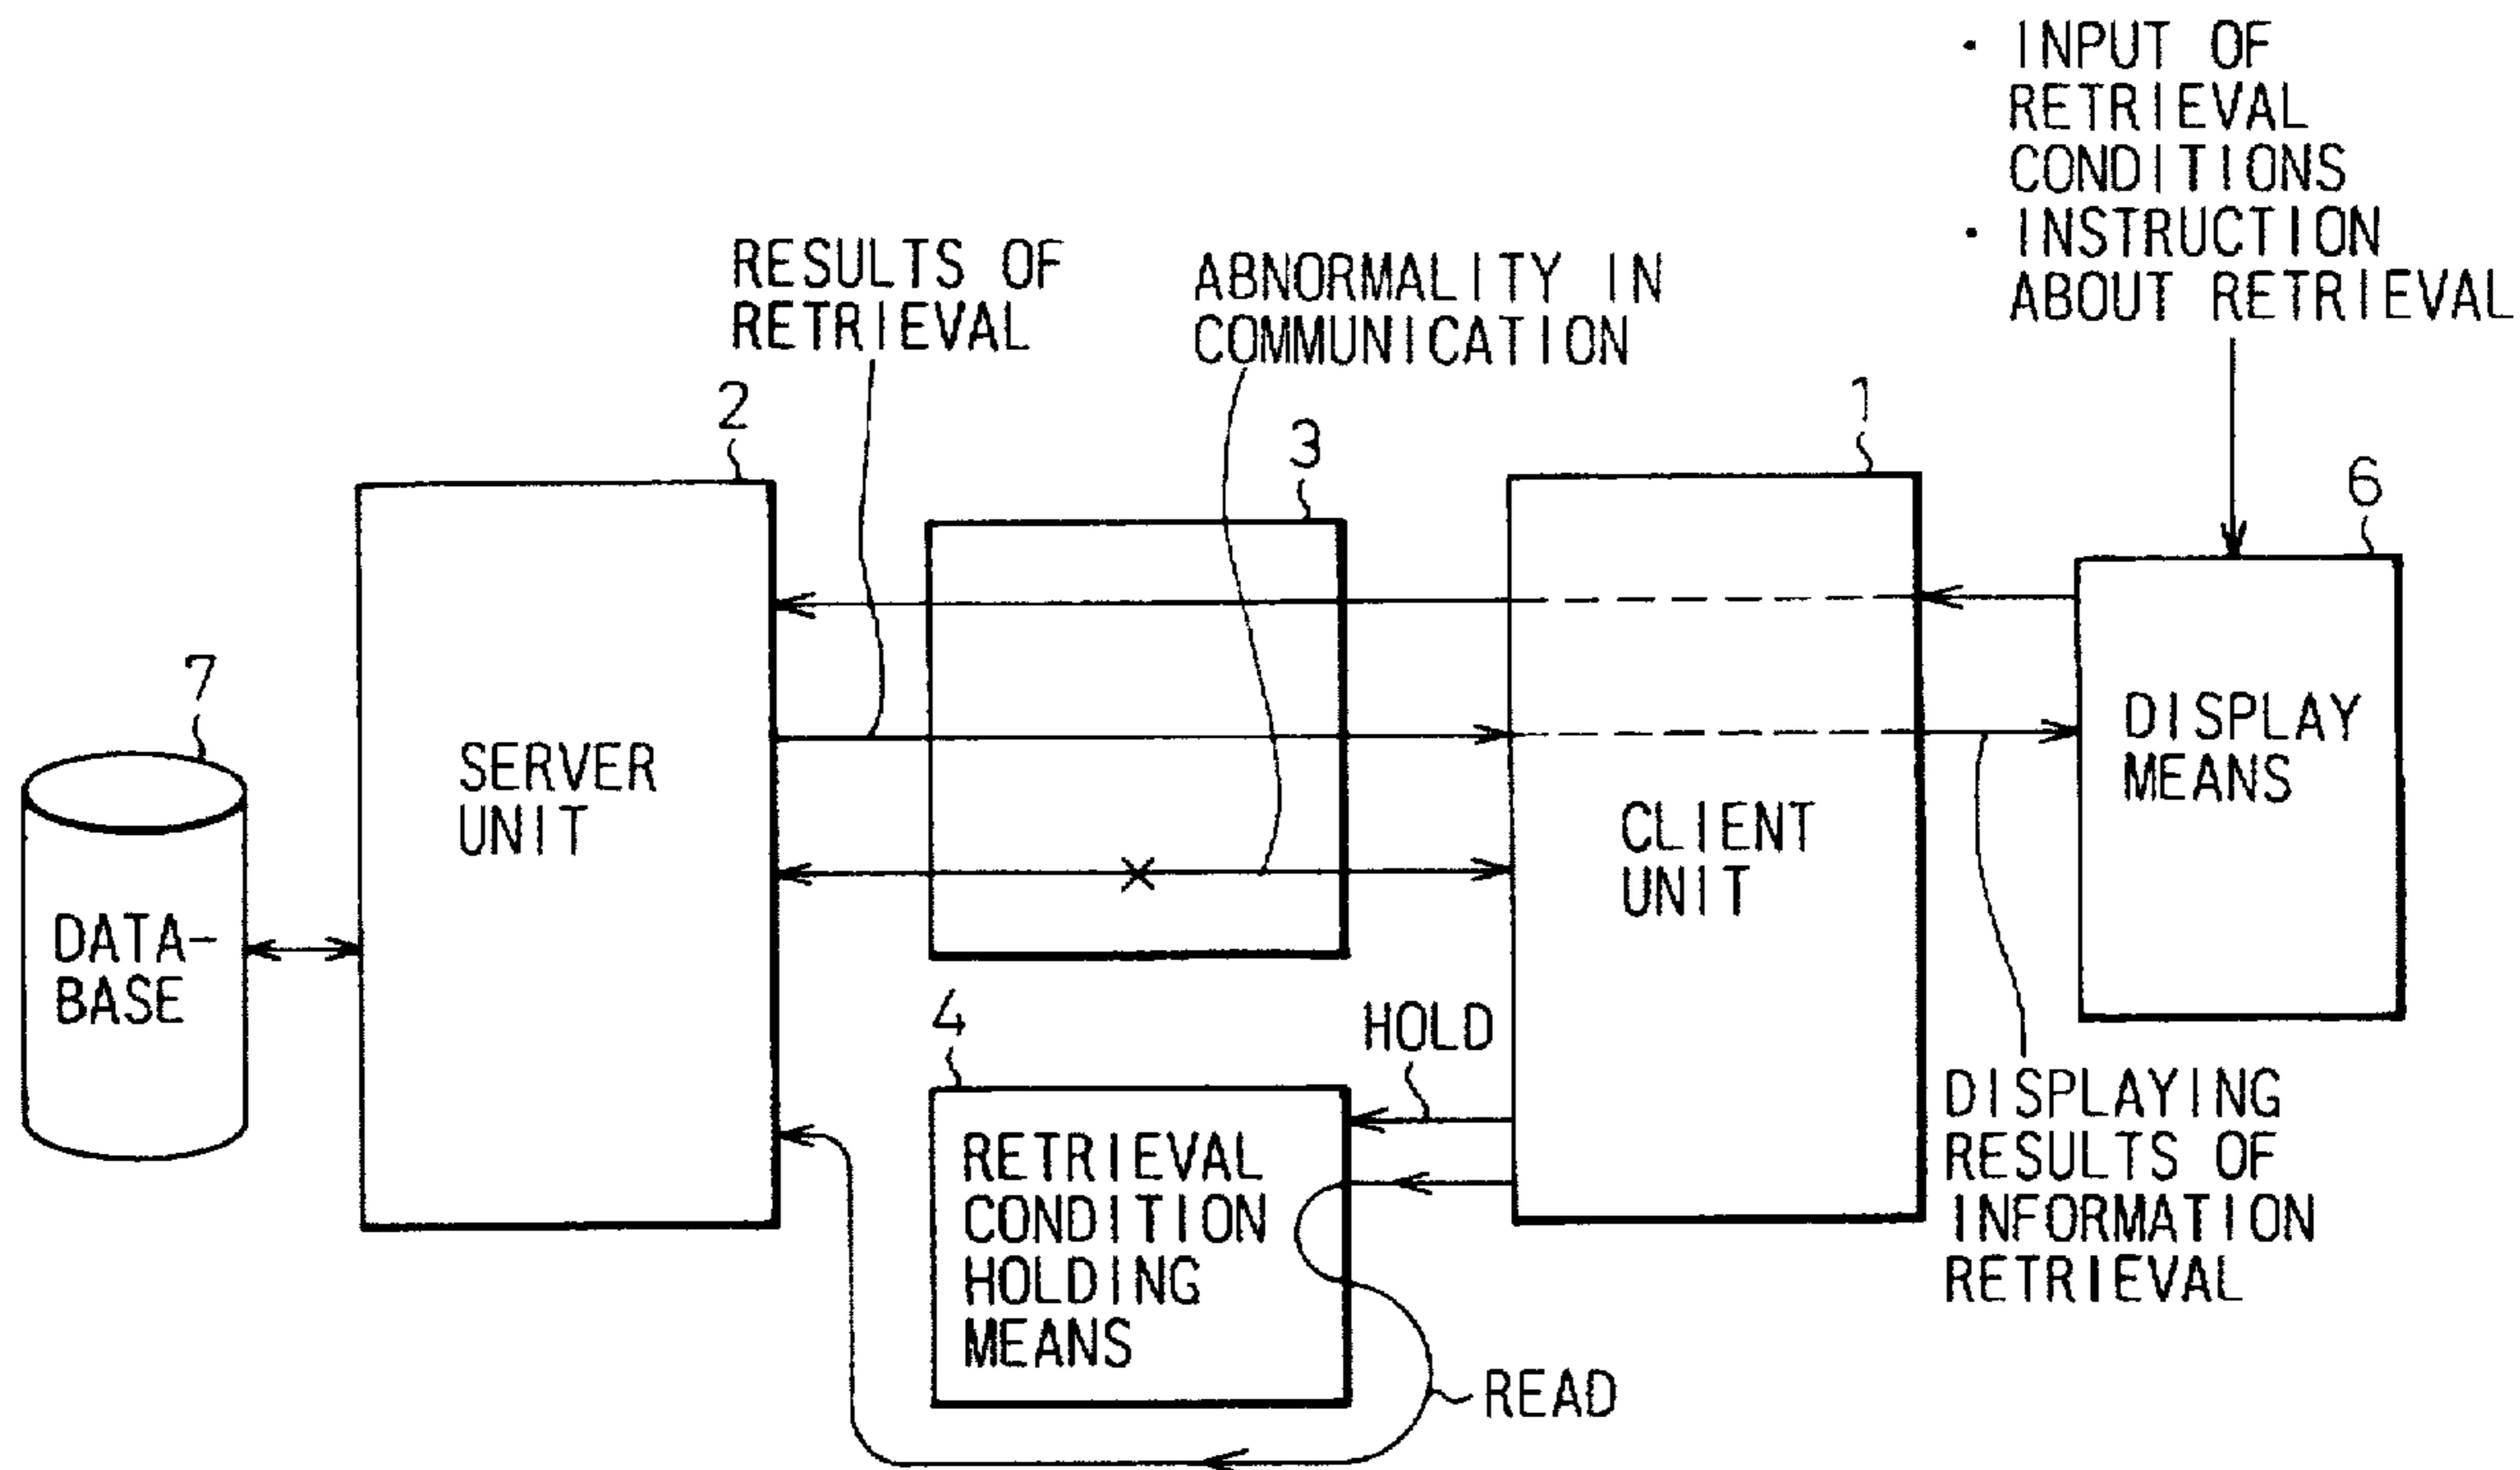 · INPUT OF
RETRIEVAL
CONDITIONS
· INSTRUCTION
ABOUT RETRIEVAL
RESULTS OF
RETRIEVAL
ABNORMALITY IN
COMMUNICATION
2
3
1
6
7
SERVER
UNIT
CLIENT
UNIT
DISPLAY
MEANS
DATA-
BASE
4
HOLD
RETRIEVAL
CONDITION
HOLDING
MEANS
READ
DISPLAYING
RESULTS OF
INFORMATION
RETRIEVAL